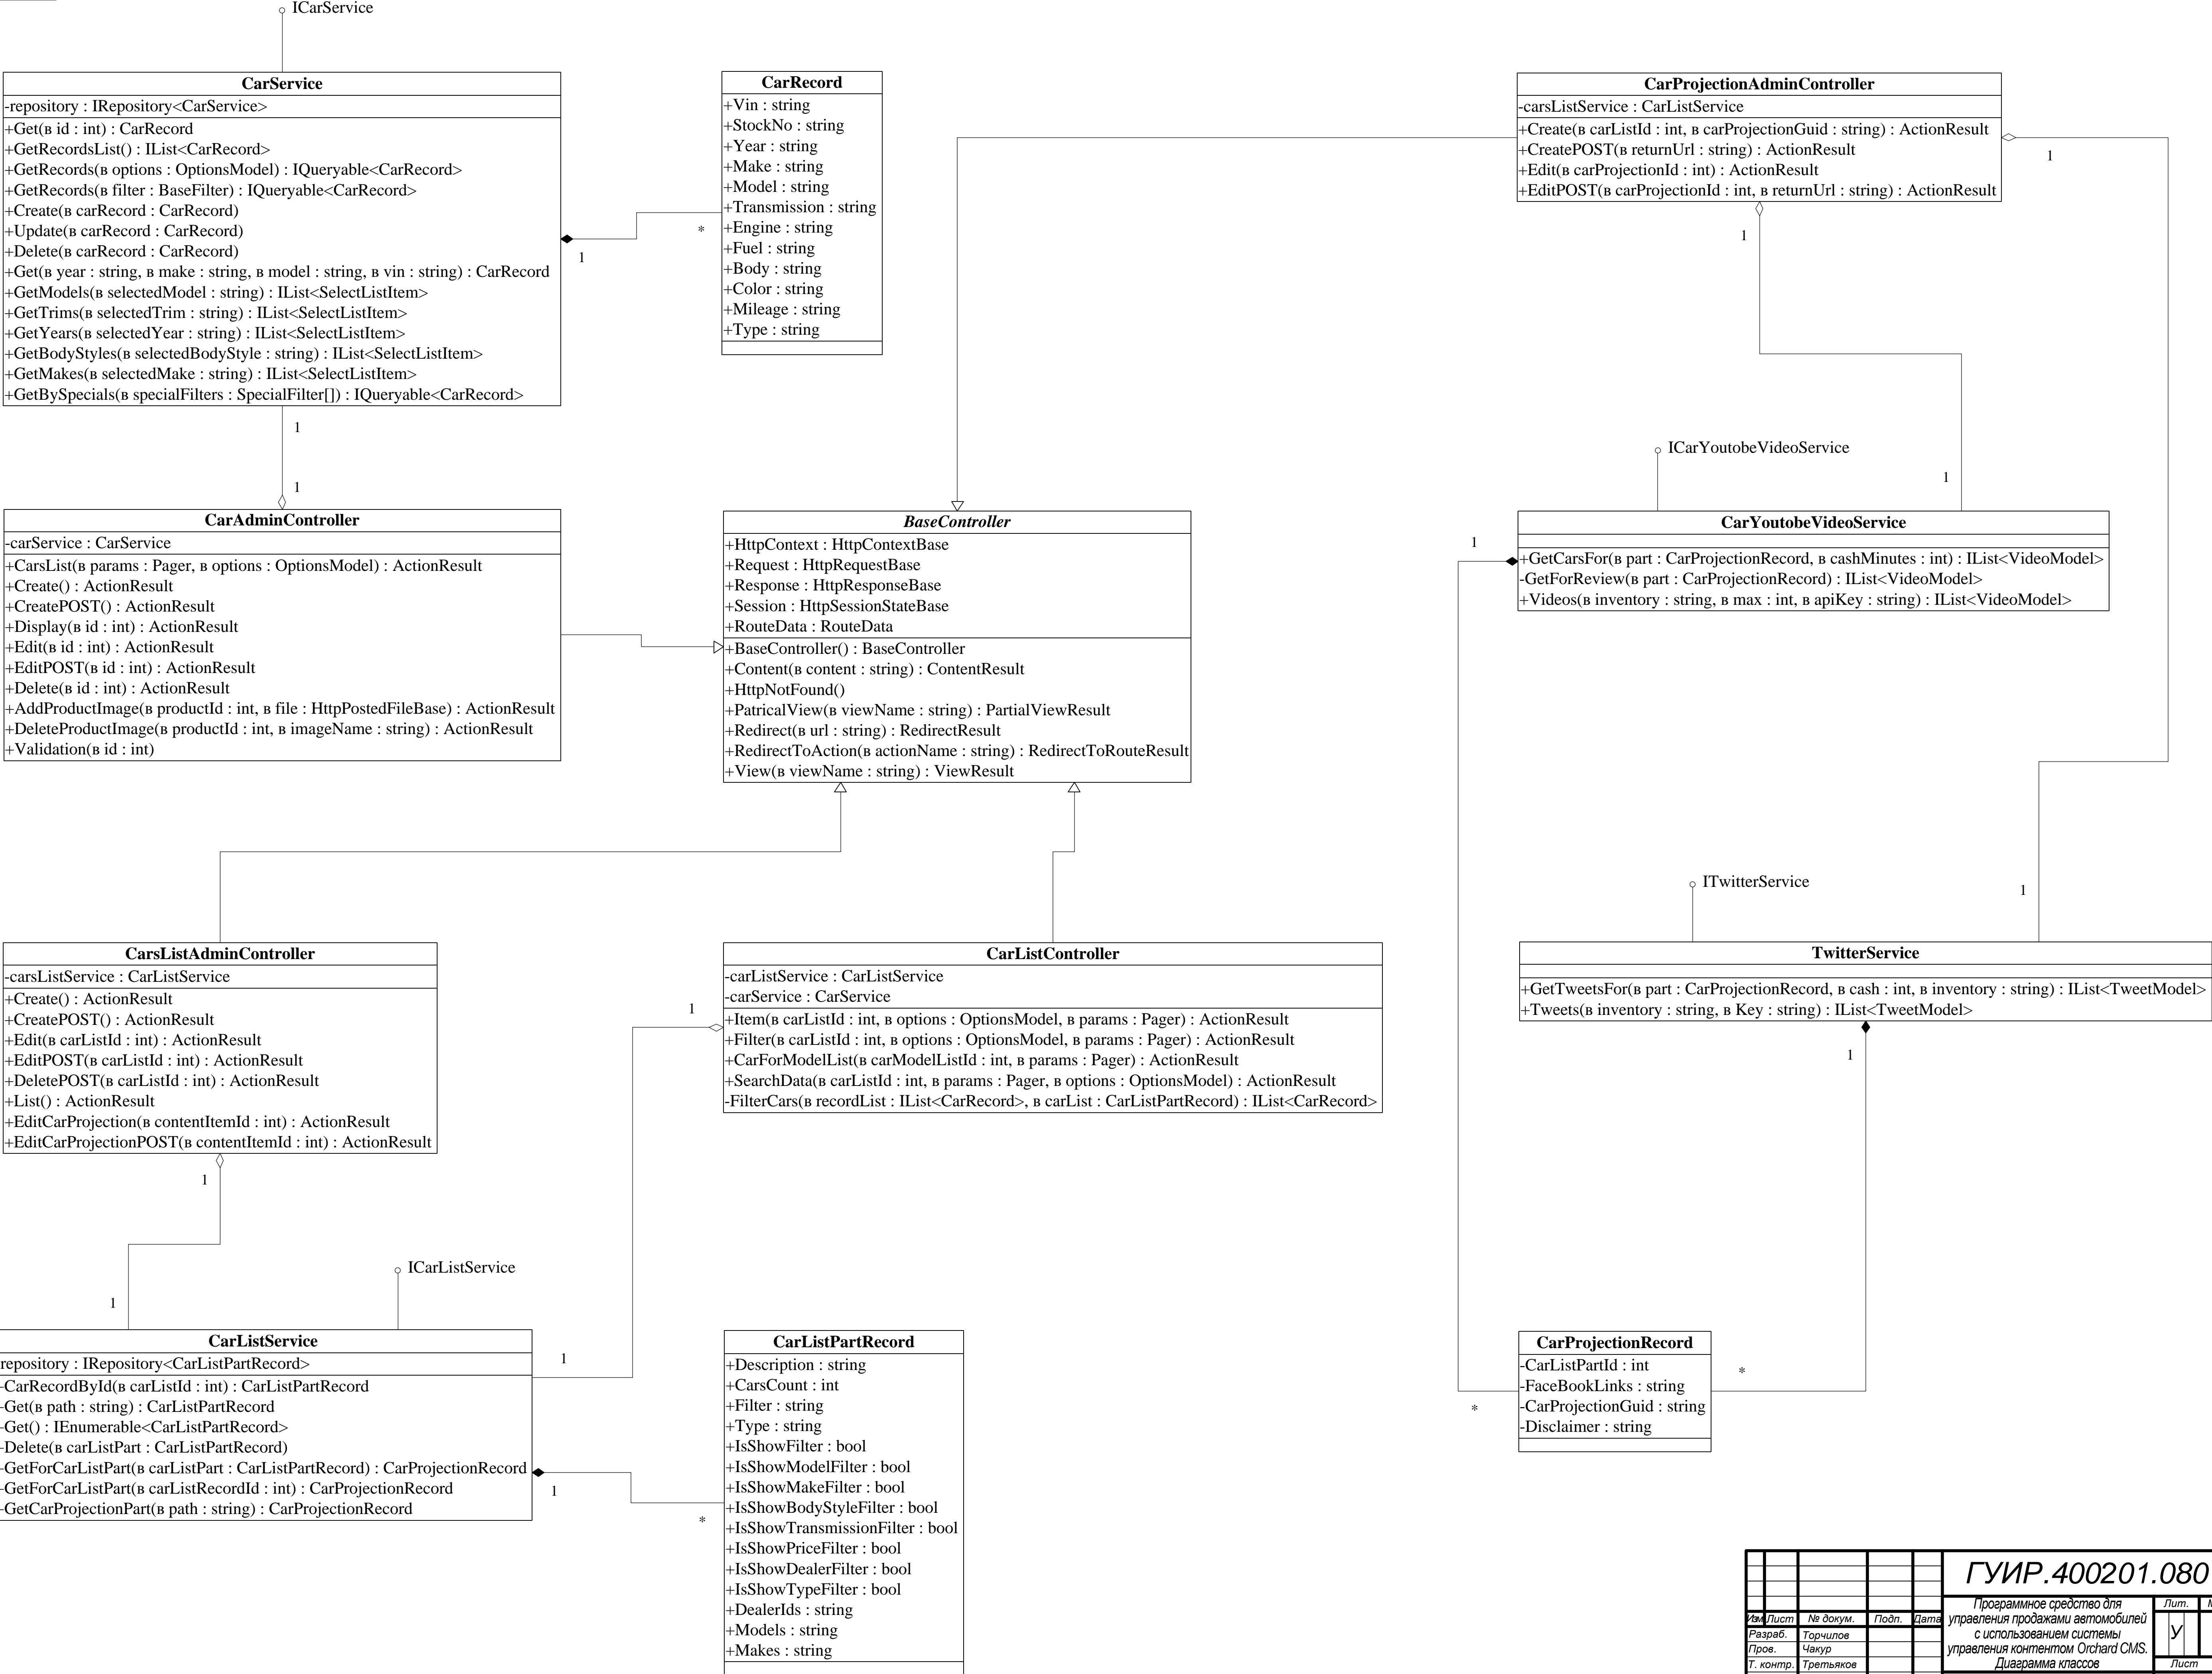 ICarService
CarService
-repository : IRepository<CarService>
+Get(в id : int) : CarRecord
+GetRecordsList() : IList<CarRecord>
+GetRecords(в options : OptionsModel) : IQueryable<CarRecord>
+GetRecords(в filter : BaseFilter) : IQueryable<CarRecord>
+Create(в carRecord : CarRecord)
+Update(в carRecord : CarRecord)
+Delete(в carRecord : CarRecord)
+Get(в year : string, в make : string, в model : string, в vin : string) : CarRecord
+GetModels(в selectedModel : string) : IList<SelectListItem>
+GetTrims(в selectedTrim : string) : IList<SelectListItem>
+GetYears(в selectedYear : string) : IList<SelectListItem>
+GetBodyStyles(в selectedBodyStyle : string) : IList<SelectListItem>
+GetMakes(в selectedMake : string) : IList<SelectListItem>
+GetBySpecials(в specialFilters : SpecialFilter[]) : IQueryable<CarRecord>
1
*
CarRecord
+Vin : string
+StockNo : string
+Year : string
+Make : string
+Model : string
+Transmission : string
+Engine : string
+Fuel : string
+Body : string
+Color : string
+Mileage : string
+Type : string
CarProjectionAdminController
-carsListService : CarListService
+Create(в carListId : int, в carProjectionGuid : string) : ActionResult
+CreatePOST(в returnUrl : string) : ActionResult
+Edit(в carProjectionId : int) : ActionResult
+EditPOST(в carProjectionId : int, в returnUrl : string) : ActionResult
1
1
1
1
CarAdminController
-carService : CarService
+CarsList(в params : Pager, в options : OptionsModel) : ActionResult
+Create() : ActionResult
+CreatePOST() : ActionResult
+Display(в id : int) : ActionResult
+Edit(в id : int) : ActionResult
+EditPOST(в id : int) : ActionResult
+Delete(в id : int) : ActionResult
+AddProductImage(в productId : int, в file : HttpPostedFileBase) : ActionResult
+DeleteProductImage(в productId : int, в imageName : string) : ActionResult
+Validation(в id : int)
BaseController
+HttpContext : HttpContextBase
+Request : HttpRequestBase
+Response : HttpResponseBase
+Session : HttpSessionStateBase
+RouteData : RouteData
+BaseController() : BaseController
+Content(в content : string) : ContentResult
+HttpNotFound()
+PatricalView(в viewName : string) : PartialViewResult
+Redirect(в url : string) : RedirectResult
+RedirectToAction(в actionName : string) : RedirectToRouteResult
+View(в viewName : string) : ViewResult
ICarYoutobeVideoService
1
1
CarYoutobeVideoService
+GetCarsFor(в part : CarProjectionRecord, в cashMinutes : int) : IList<VideoModel>
-GetForReview(в part : CarProjectionRecord) : IList<VideoModel>
+Videos(в inventory : string, в max : int, в apiKey : string) : IList<VideoModel>
CarsListAdminController
-carsListService : CarListService
+Create() : ActionResult
+CreatePOST() : ActionResult
+Edit(в carListId : int) : ActionResult
+EditPOST(в carListId : int) : ActionResult
+DeletePOST(в carListId : int) : ActionResult
+List() : ActionResult
+EditCarProjection(в contentItemId : int) : ActionResult
+EditCarProjectionPOST(в contentItemId : int) : ActionResult
1
1
CarListController
-carListService : CarListService
-carService : CarService
+Item(в carListId : int, в options : OptionsModel, в params : Pager) : ActionResult
+Filter(в carListId : int, в options : OptionsModel, в params : Pager) : ActionResult
+CarForModelList(в carModelListId : int, в params : Pager) : ActionResult
+SearchData(в carListId : int, в params : Pager, в options : OptionsModel) : ActionResult
-FilterCars(в recordList : IList<CarRecord>, в carList : CarListPartRecord) : IList<CarRecord>
ITwitterService
1
TwitterService
+GetTweetsFor(в part : CarProjectionRecord, в cash : int, в inventory : string) : IList<TweetModel>
+Tweets(в inventory : string, в Key : string) : IList<TweetModel>
1
ICarListService
1
CarListService
repository : IRepository<CarListPartRecord>
-CarRecordById(в carListId : int) : CarListPartRecord
-Get(в path : string) : CarListPartRecord
-Get() : IEnumerable<CarListPartRecord>
-Delete(в carListPart : CarListPartRecord)
-GetForCarListPart(в carListPart : CarListPartRecord) : CarProjectionRecord
-GetForCarListPart(в carListRecordId : int) : CarProjectionRecord
-GetCarProjectionPart(в path : string) : CarProjectionRecord
1
1
*
CarListPartRecord
+Description : string
+CarsCount : int
+Filter : string
+Type : string
+IsShowFilter : bool
+IsShowModelFilter : bool
+IsShowMakeFilter : bool
+IsShowBodyStyleFilter : bool
+IsShowTransmissionFilter : bool
+IsShowPriceFilter : bool
+IsShowDealerFilter : bool
+IsShowTypeFilter : bool
+DealerIds : string
+Models : string
+Makes : string
*
*
CarProjectionRecord
-CarListPartId : int
-FaceBookLinks : string
-CarProjectionGuid : string
-Disclaimer : string
ГУИР.400201.080
Изм Лист № докум. Подп. Дата
Разраб. Торчилов
Пров. Чакур
Т. контр. Третьяков
Программное средство для
управления продажами автомобилей
с использованием системы
управления контентом Orchard CMS.
Диаграмма классов
Лит.
У
Лист